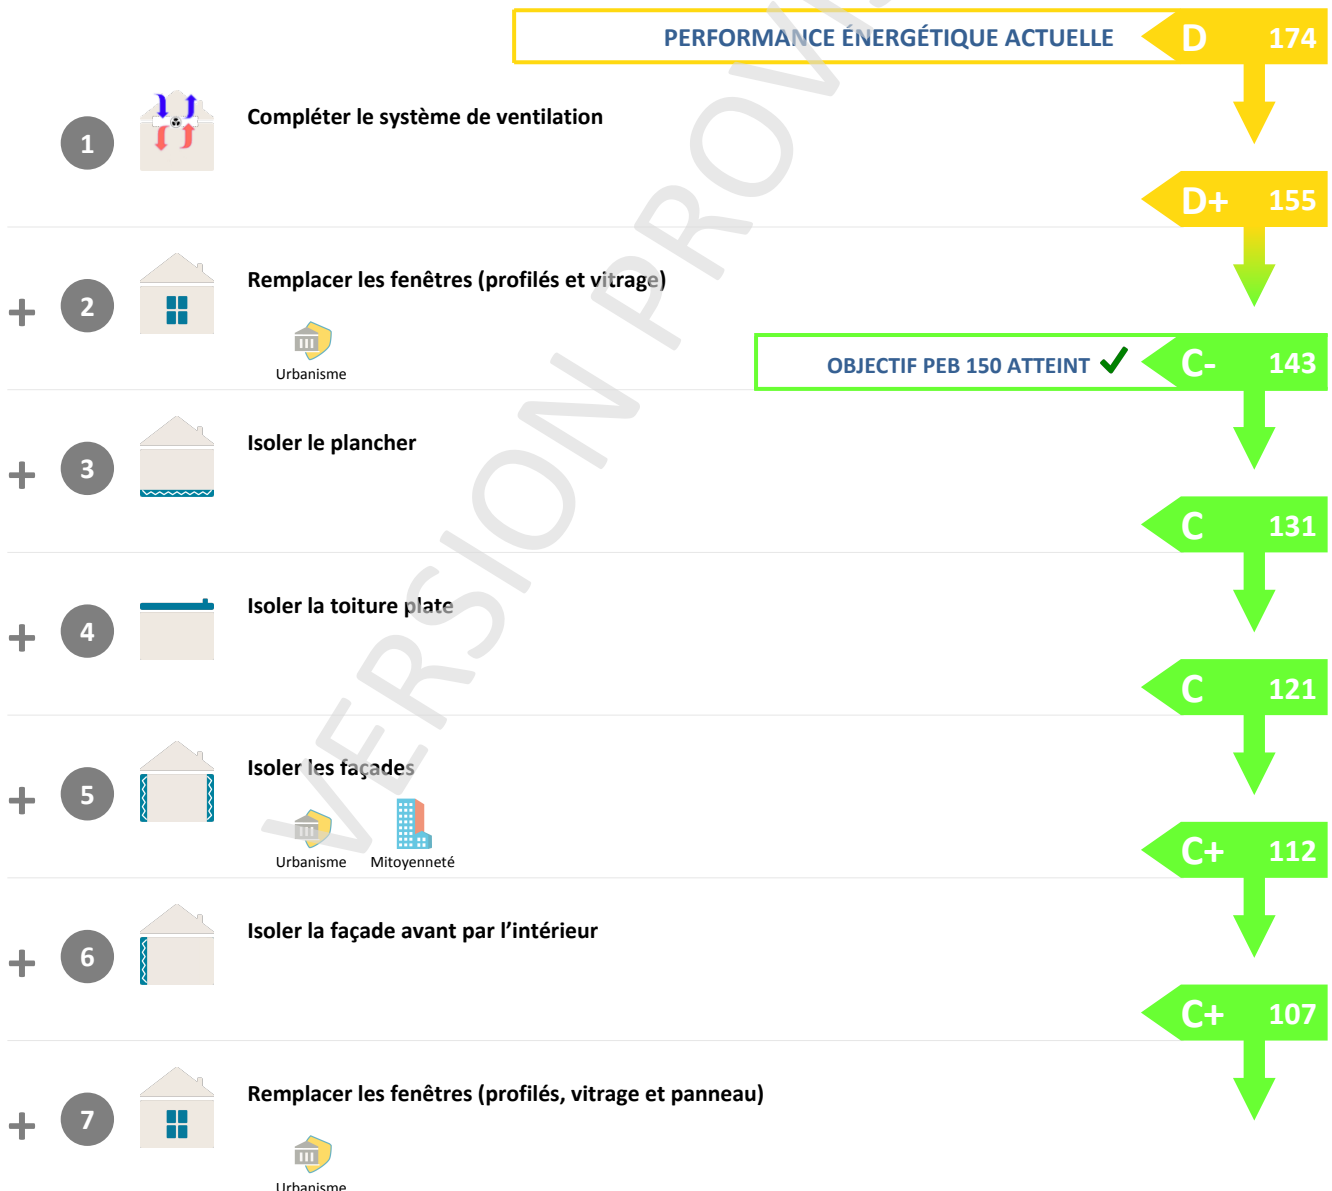 PERFORMANCE ÉNERGÉTIQUE ACTUELLE D 174
1 Compléter le système de ventilation
D+ 155
+ 2 Remplacer les fenêtres (profilés et vitrage)
Urbanisme
OBJECTIF PEB 150 ATTEINT ✓ C- 143
+ 3 Isoler le plancher
C 131
+ 4 Isoler la toiture plate
C 121
+ 5 Isoler les façades
Urbanisme Mitoyenneté
C+ 112
+ 6 Isoler la façade avant par l’intérieur
C+ 107
+ 7 Remplacer les fenêtres (profilés, vitrage et panneau)
Urbanisme
VERSION PROVI